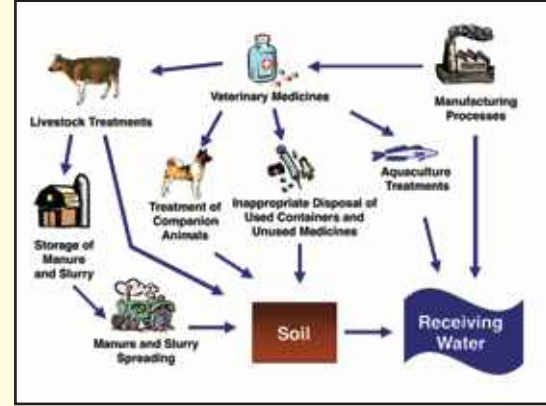 Veterinary Medicines
Manufacturing
Processes
Livestock Treatments
Aquaculture
Treatments
Treatment of
Companion
Animals
Inappropriate Disposal of
Used Containers and
Unused Medicines
Storage of
Manure
and Slurry
Manure and Slurry
Spreading
Soil
Receiving
Water